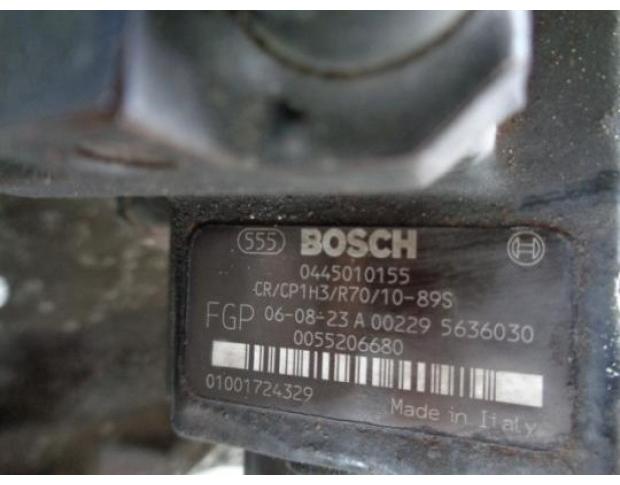 555 BOSCH
0445010155
CR/CP1H3/R70/10-89S
FGP 06-08-23 A 00229 5636030
0055206680
01001724329
Made in Italy